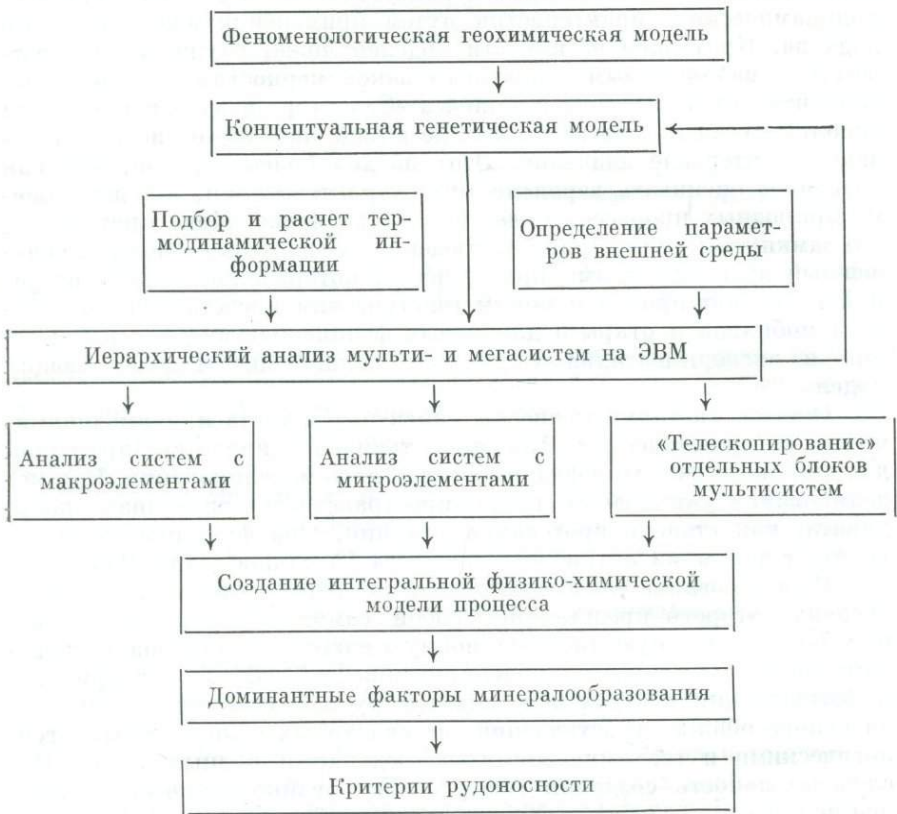 Феноменологическая геохимическая модель
Концептуальная генетическая модель
Подбор и расчет тер-
модинамической ин-
формации
Определение парамет-
ров внешней среды
Иерархический анализ мульти- и мегасистем на ЭВМ
Анализ систем с
макроэлементами
Анализ систем с
микроэлементами
«Телескопирование»
отдельных блоков
мультисистем
Создание интегральной физико-химической
модели процесса
Доминантные факторы минералообразования
Критерии рудоносности